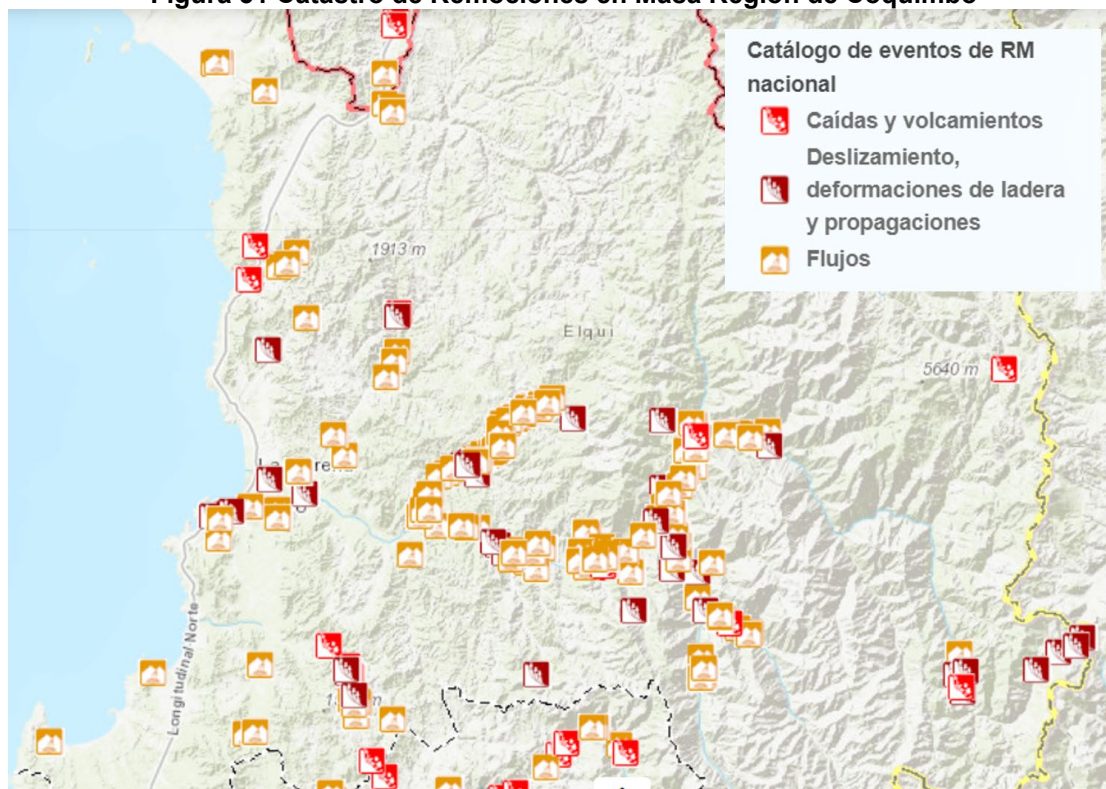 Figura 31 Catastro de Remociones en Masa Región de Coquimbo
Catálogo de eventos de RM
nacional
Caídas y volcamientos
Deslizamiento,
deformaciones de ladera
y propagaciones
Flujos
1913 m
Elqui
5640 m
Longitudinal Norte